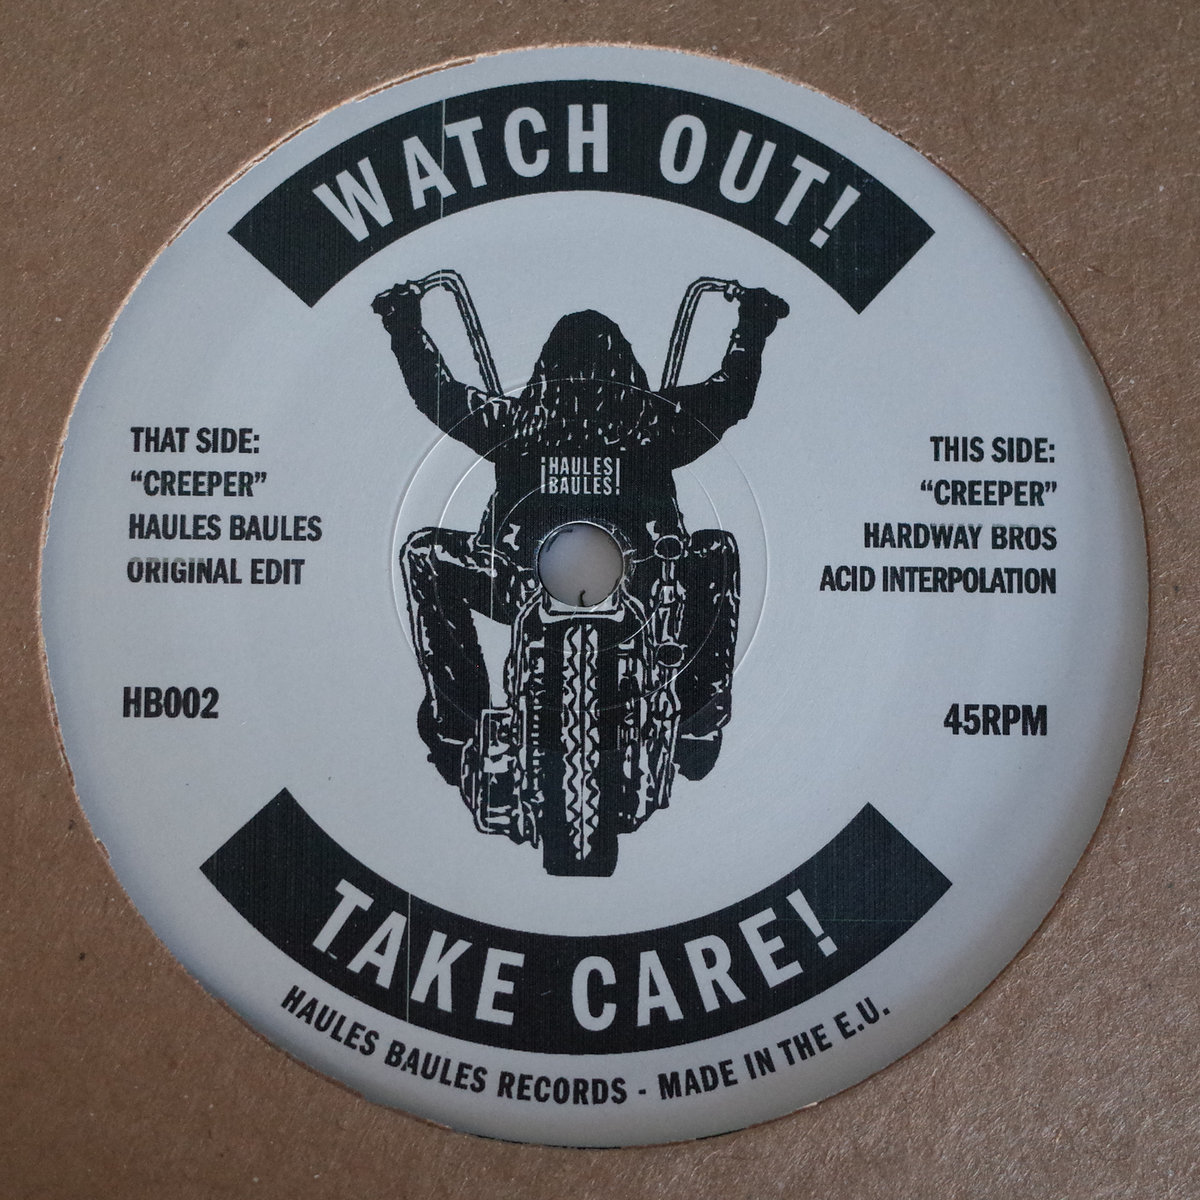 WATCH OUT!
THAT SIDE:
“CREEPER”
HAULES BAULES
ORIGINAL EDIT
¡HAULES
BAULES!
THIS SIDE:
“CREEPER”
HARDWAY BROS
ACID INTERPOLATION
HB002
45RPM
TAKE CARE!
HAULES BAULES RECORDS - MADE IN THE E.U.